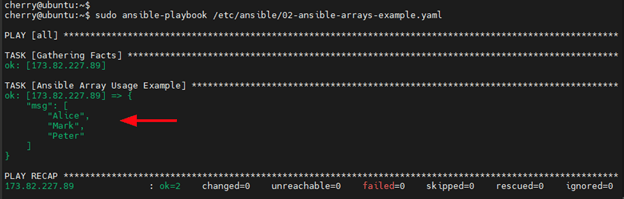 cherry@ubuntu:~$
cherry@ubuntu:~$ sudo ansible-playbook /etc/ansible/02-ansible-arrays-example.yaml
PLAY [all] ******************************************************************************************************
TASK [Gathering Facts] ******************************************************************************************
ok: [173.82.227.89]
TASK [Ansible Array Usage Example] ******************************************************************************
ok: [173.82.227.89] => {
    "msg": [
        "Alice",
        "Mark",
        "Peter"
    ]
}
PLAY RECAP ******************************************************************************************************
173.82.227.89              : ok=2    changed=0    unreachable=0    failed=0    skipped=0    rescued=0    ignored=0